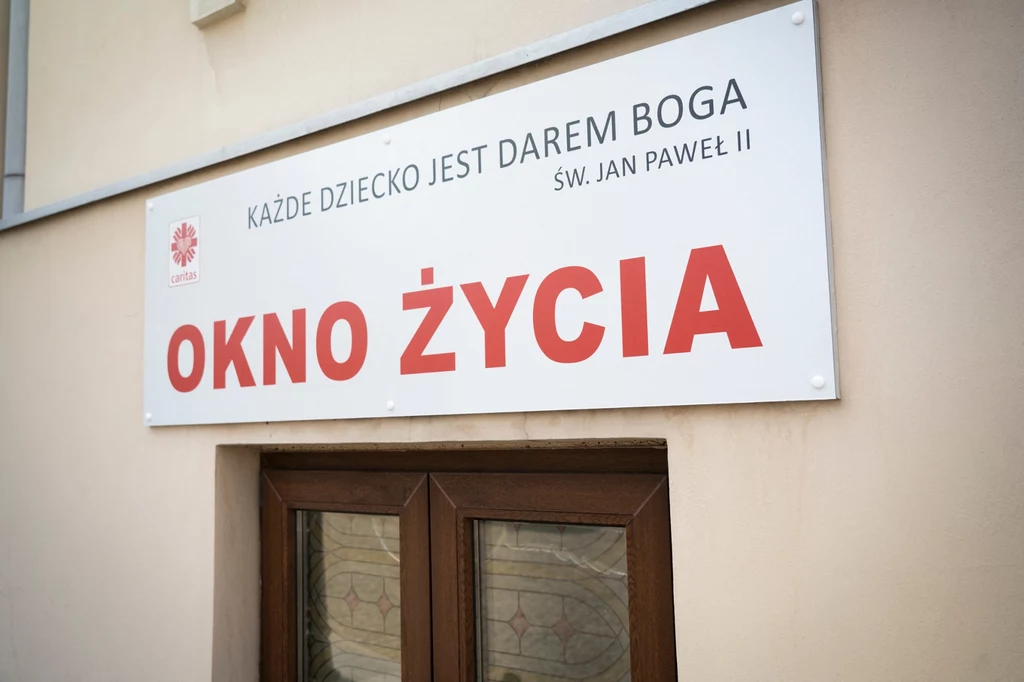 KAŻDE DZIECKO JEST DAREM BOGA
ŚW. JAN PAWEŁ II
caritas
OKNO ŻYCIA